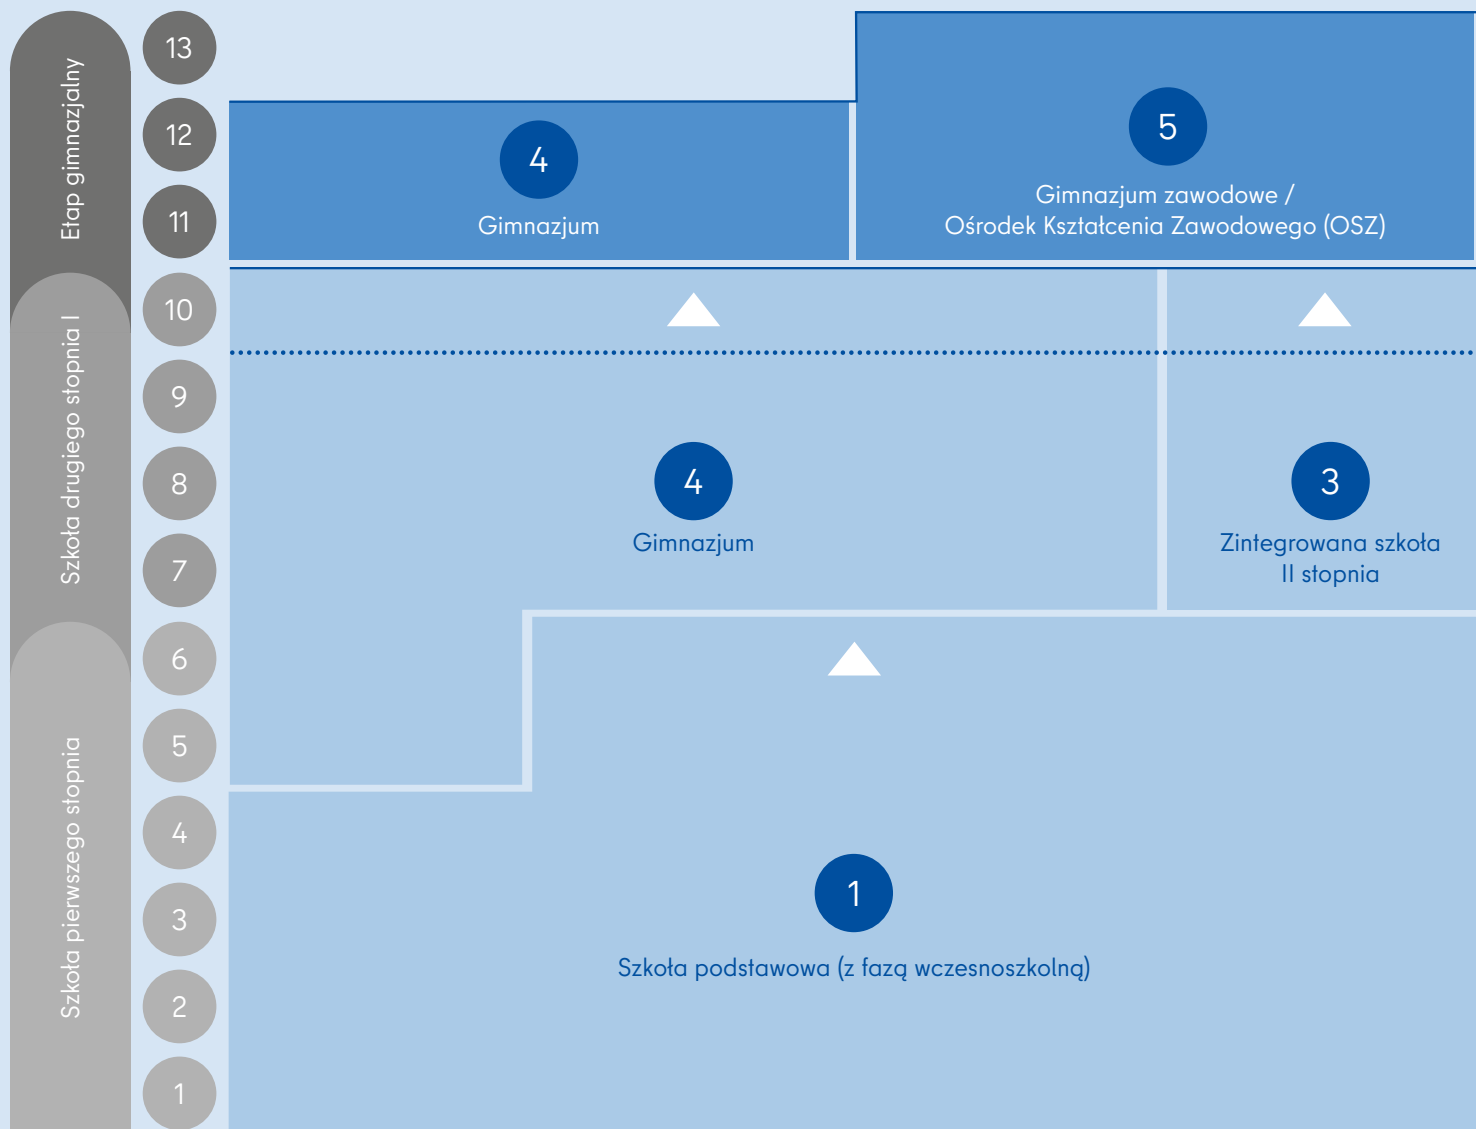 Etap gimnazjalny
Szkoła drugiego stopnia I
Szkoła pierwszego stopnia
13
12
11
10
9
8
7
6
5
4
3
2
1
4
Gimnazjum
5
Gimnazjum zawodowe /
Ośrodek Kształcenia Zawodowego (OSZ)
4
Gimnazjum
3
Zintegrowana szkoła
II stopnia
1
Szkoła podstawowa (z fazą wczesnoszkolną)